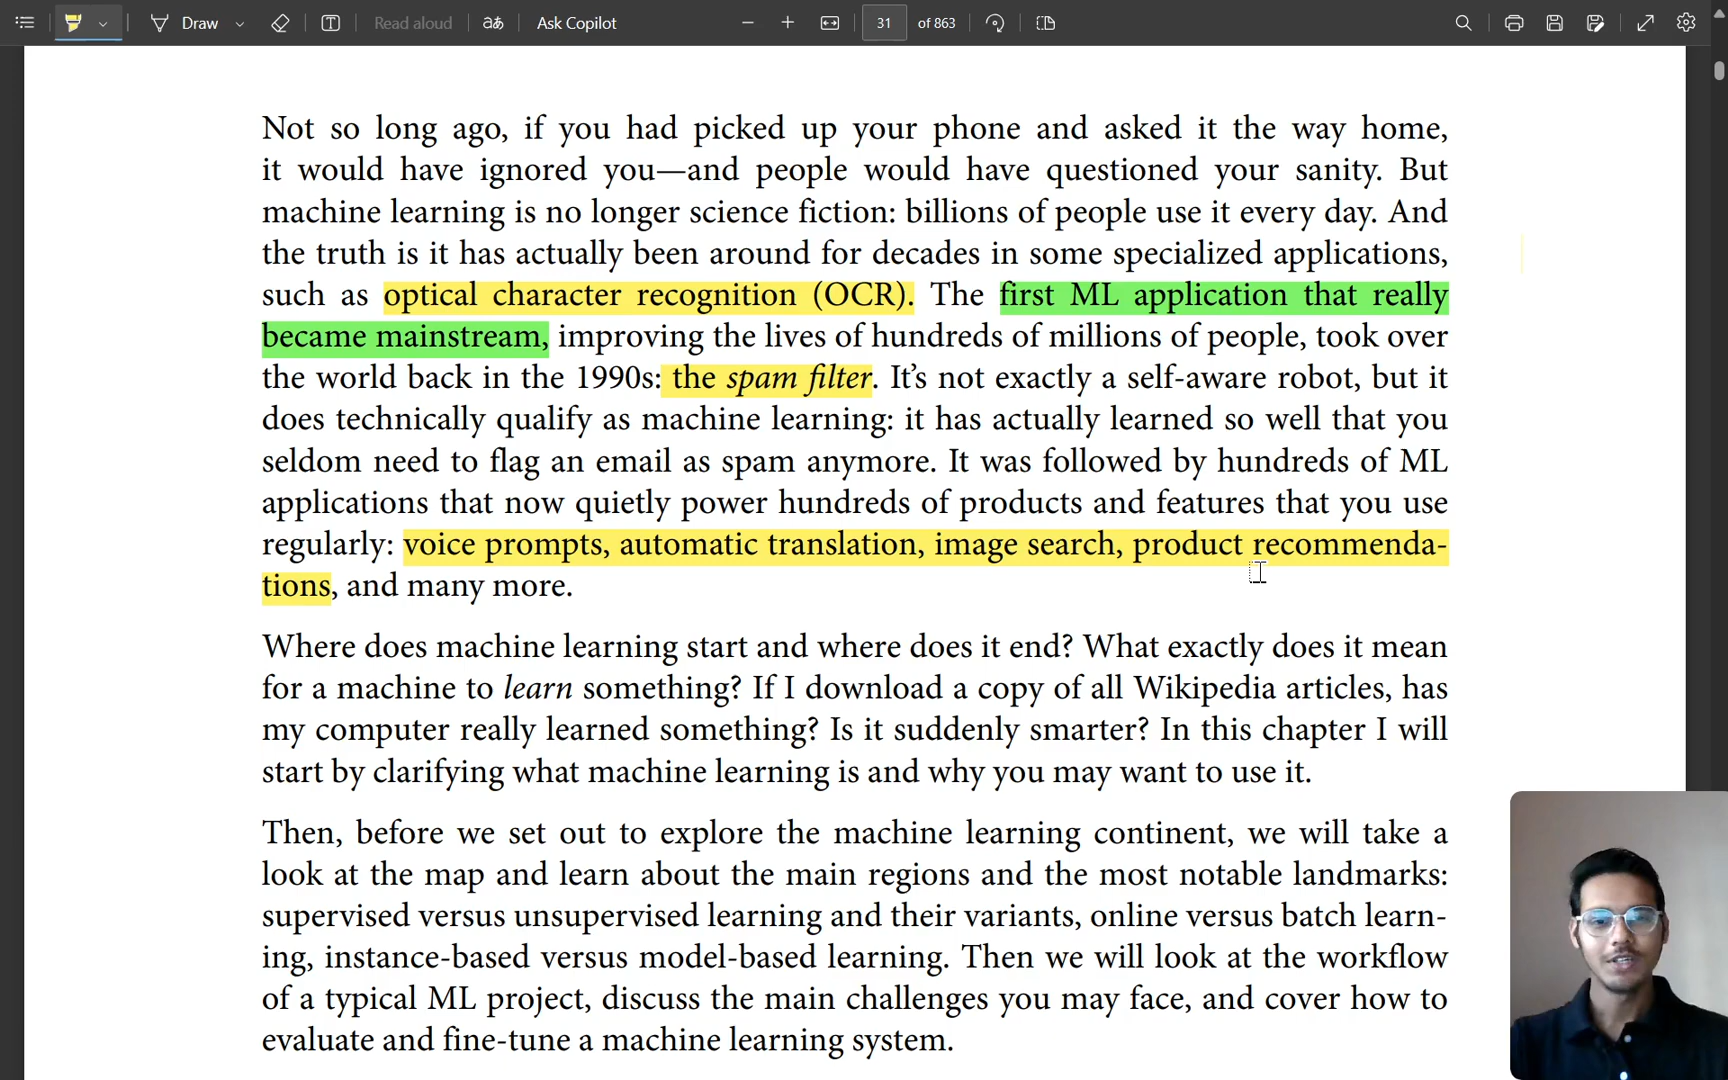 Draw
Read aloud
aあ
Ask Copilot
31 of 863
Not so long ago, if you had picked up your phone and asked it the way home,
it would have ignored you—and people would have questioned your sanity. But
machine learning is no longer science fiction: billions of people use it every day. And
the truth is it has actually been around for decades in some specialized applications,
such as optical character recognition (OCR). The first ML application that really
became mainstream, improving the lives of hundreds of millions of people, took over
the world back in the 1990s: the spam filter. It’s not exactly a self-aware robot, but it
does technically qualify as machine learning: it has actually learned so well that you
seldom need to flag an email as spam anymore. It was followed by hundreds of ML
applications that now quietly power hundreds of products and features that you use
regularly: voice prompts, automatic translation, image search, product recommenda-
tions, and many more.
Where does machine learning start and where does it end? What exactly does it mean
for a machine to learn something? If I download a copy of all Wikipedia articles, has
my computer really learned something? Is it suddenly smarter? In this chapter I will
start by clarifying what machine learning is and why you may want to use it.
Then, before we set out to explore the machine learning continent, we will take a
look at the map and learn about the main regions and the most notable landmarks:
supervised versus unsupervised learning and their variants, online versus batch learn-
ing, instance-based versus model-based learning. Then we will look at the workflow
of a typical ML project, discuss the main challenges you may face, and cover how to
evaluate and fine-tune a machine learning system.